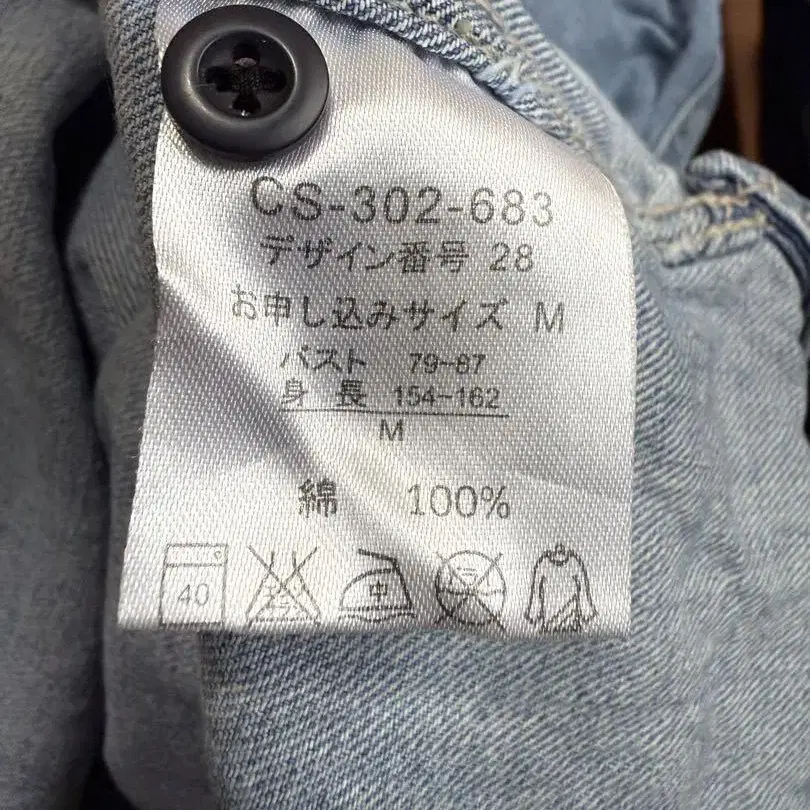 CS-302-683
デザイン番号 28
お申し込みサイズ M
バスト 79-87
身 長 154-162
M
綿 100%
40 中